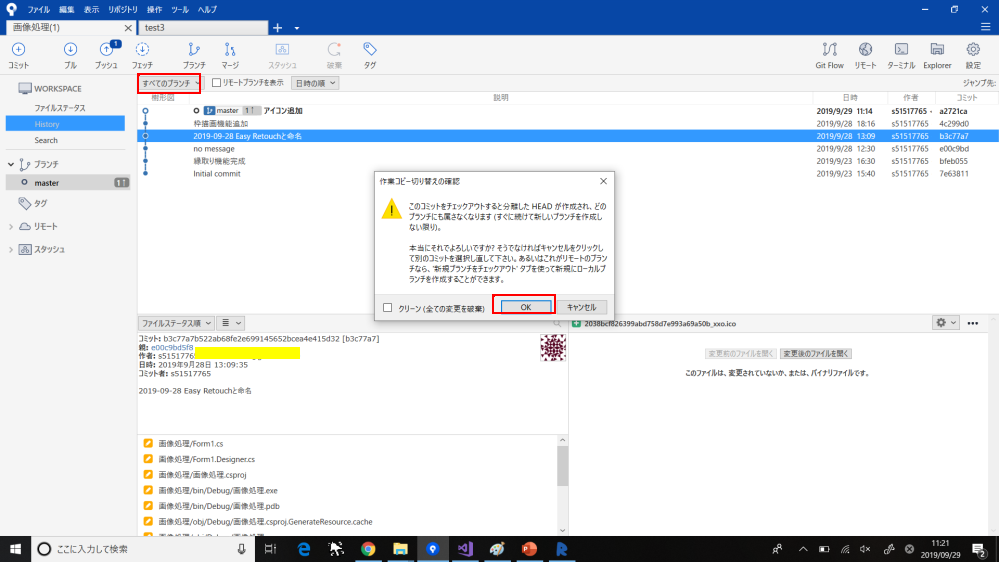 ファイル 編集 表示 リポジトリ 操作 ツール ヘルプ
画像処理(1)
test3
1
コミット プル プッシュ フェッチ ブランチ マージ スタッシュ 破棄 タグ Git Flow リモート ターミナル Explorer 設定
WORKSPACE
ファイルステータス
History
Search
ブランチ
master 1↑
タグ
リモート
スタッシュ
すべてのブランチ リモートブランチを表示 日時の順 ジャンプ先:
樹形図 説明 日時 作者 コミット
master 1↑ アイコン追加 2019/9/29 11:14 s51517765 · a2721ca
枠描画機能追加 2019/9/28 18:16 s51517765 4c299d0
2019-09-28 Easy Retouchと命名 2019/9/28 13:09 s51517765 b3c77a7
no message 2019/9/28 12:30 s51517765 e00c9bd
縁取り機能完成 2019/9/23 16:30 s51517765 bfeb055
Initial commit 2019/9/23 15:40 s51517765 7e63811
作業コピー切り替えの確認
このコミットをチェックアウトすると分離した HEAD が作成され、どの
ブランチにも属さなくなります (すぐに続けて新しいブランチを作成し
ない限り)。
本当にそれでよろしいですか? そうでなければキャンセルをクリックし
て別のコミットを選択し直して下さい。あるいはこれがリモートのブラン
チなら、'新規ブランチをチェックアウト' タブを使って新規にローカルブ
ランチを作成することができます。
クリーン (全ての変更を破棄) OK キャンセル
ファイルステータス順
コミット: b3c77a7b522ab68fe2e699145652bcea4e415d32 [b3c77a7]
親: e00c9bd5f8
作者: s5151776
日時: 2019年9月28日 13:09:35
コミット者: s51517765
2019-09-28 Easy Retouchと命名
画像処理/Form1.cs
画像処理/Form1.Designer.cs
画像処理/画像処理.csproj
画像処理/bin/Debug/画像処理.exe
画像処理/bin/Debug/画像処理.pdb
画像処理/obj/Debug/画像処理.csproj.GenerateResource.cache
2038bcf826399abd758d7e993a69a50b_xxo.ico
変更前のファイルを開く 変更後のファイルを開く
このファイルは、変更されていないか、または、バイナリファイルです。
ここに入力して検索
11:21
2019/09/29
2